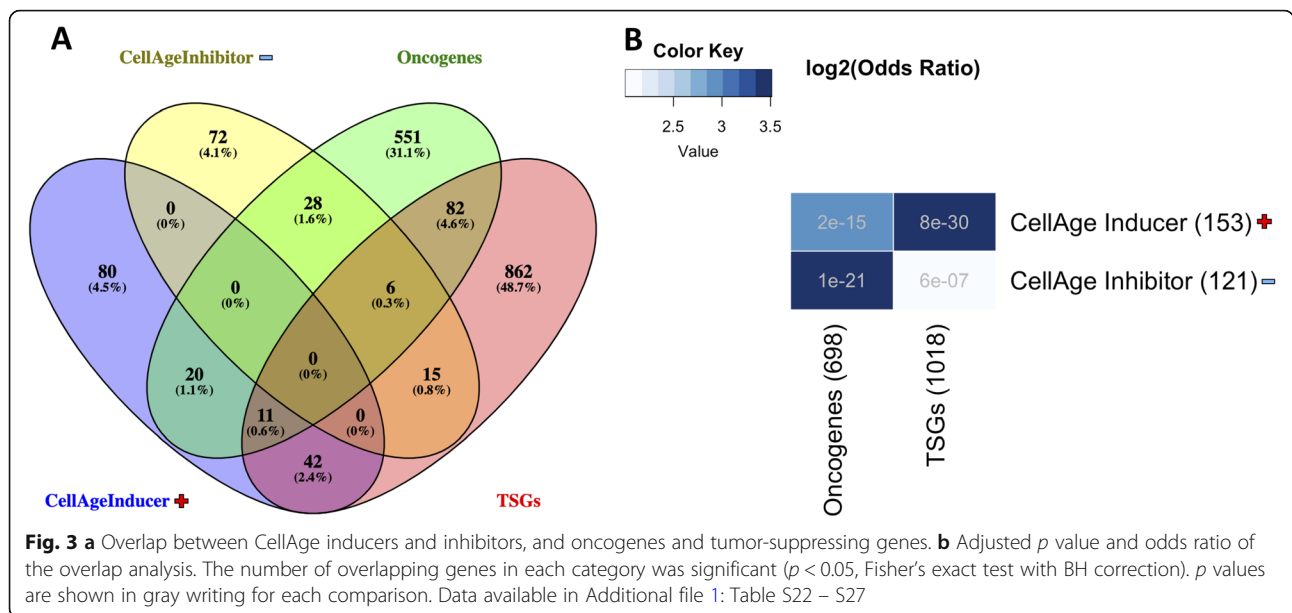 A
CellAgeInhibitor
Oncogenes
72
(4.1%)
551
(31.1%)
0
(0%)
28
(1.6%)
82
(4.6%)
80
(4.5%)
0
(0%)
6
(0.3%)
862
(48.7%)
0
(0%)
20
(1.1%)
15
(0.8%)
11
(0.6%)
0
(0%)
42
(2.4%)
CellAgeInducer
TSGs
B
Color Key
log2(Odds Ratio)
2.5 3 3.5
Value
2e-15 8e-30 CellAge Inducer (153)
1e-21 6e-07 CellAge Inhibitor (121)
Oncogenes (698)
TSGs (1018)
Fig. 3 a Overlap between CellAge inducers and inhibitors, and oncogenes and tumor-suppressing genes. b Adjusted p value and odds ratio of
the overlap analysis. The number of overlapping genes in each category was significant (p < 0.05, Fisher's exact test with BH correction). p values
are shown in gray writing for each comparison. Data available in Additional file 1: Table S22 – S27